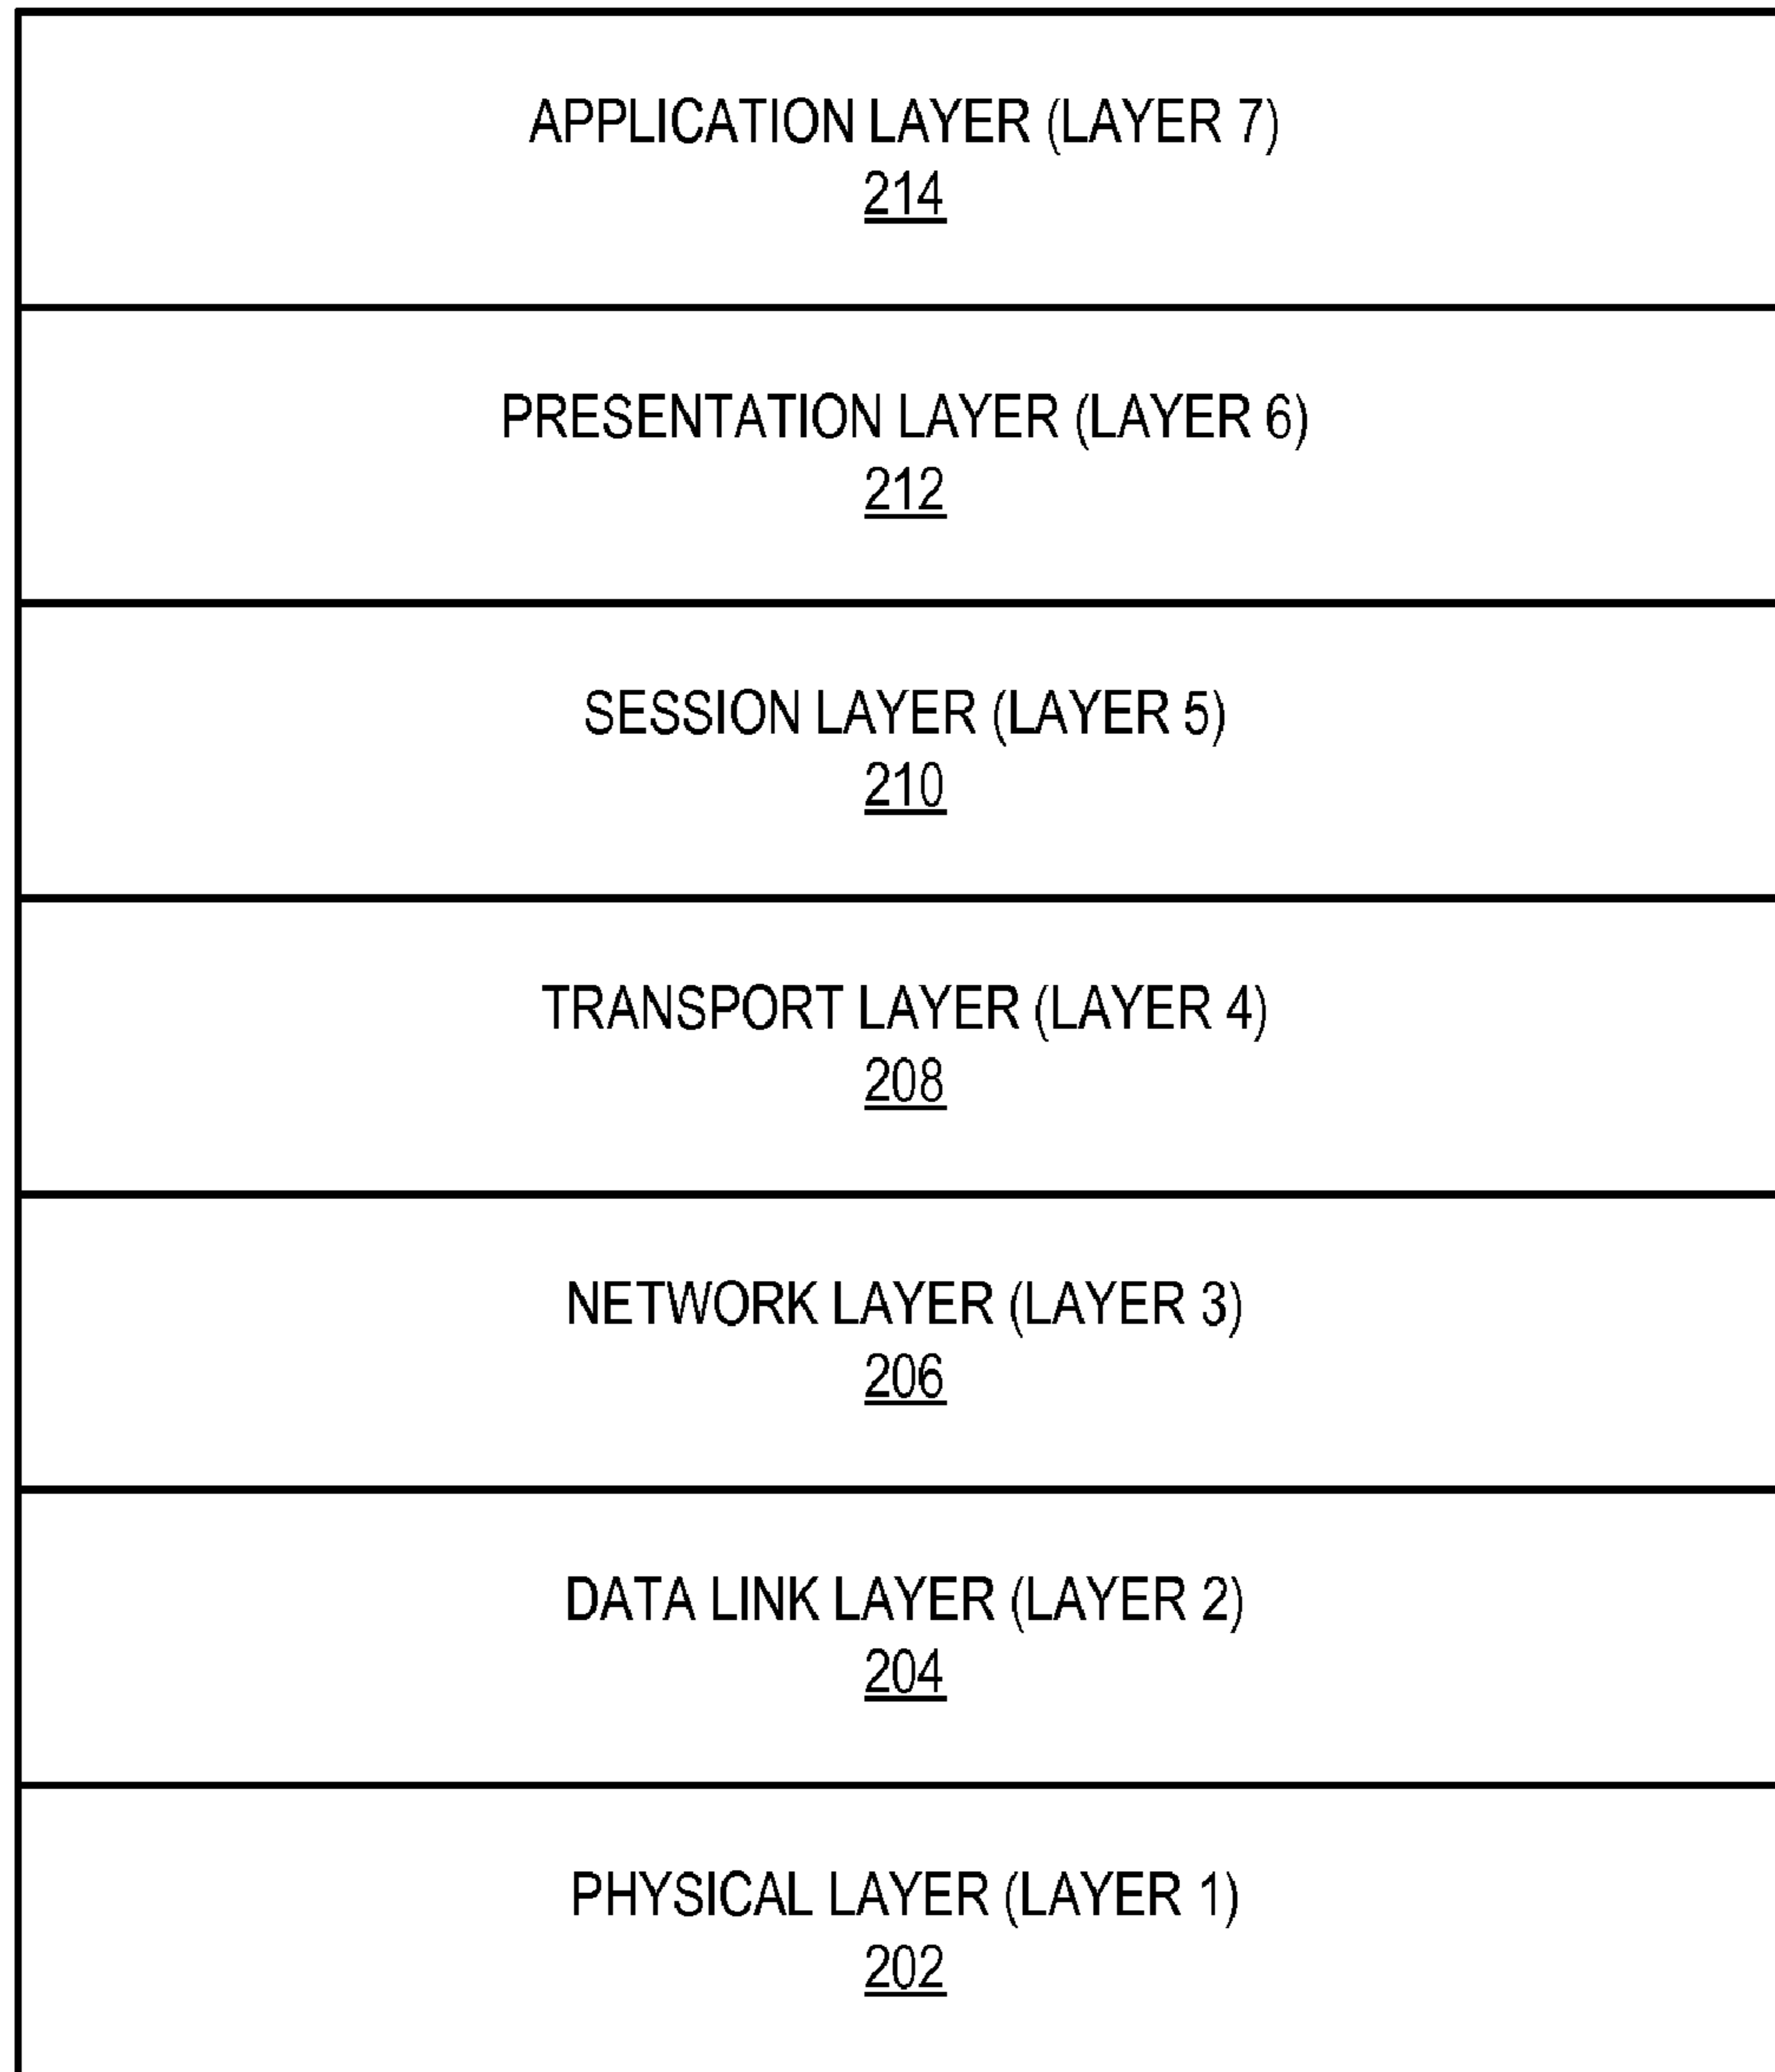 APPLICATION LAYER (LAYER 7)
214
PRESENTATION LAYER (LAYER 6)
212
SESSION LAYER (LAYER 5)
210
TRANSPORT LAYER (LAYER 4)
208
NETWORK LAYER (LAYER 3)
206
DATA LINK LAYER (LAYER 2)
204
PHYSICAL LAYER (LAYER 1)
202